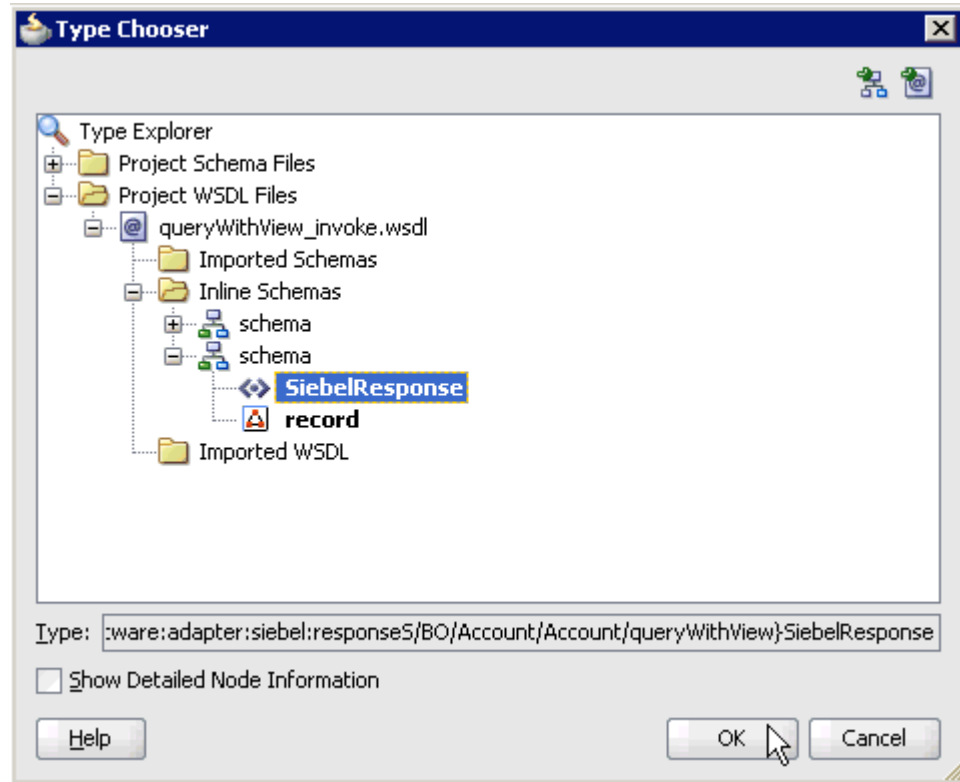 Type Chooser
Type Explorer
Project Schema Files
Project WSDL Files
queryWithView_invoke.wsdl
Imported Schemas
Inline Schemas
schema
schema
SiebelResponse
record
Imported WSDL
Type: :ware:adapter:siebel:responseS/BO/Account/Account/queryWithView}SiebelResponse
Show Detailed Node Information
Help OK Cancel